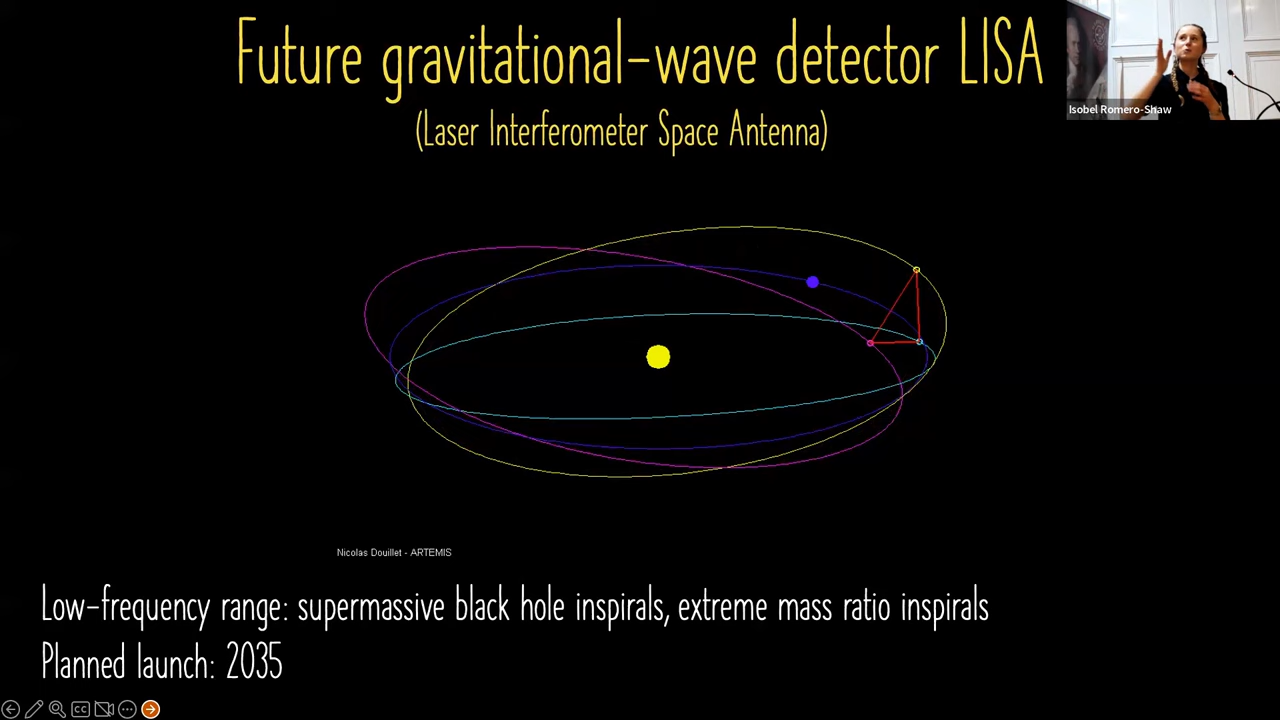 Future gravitational-wave detector LISA
(Laser Interferometer Space Antenna)
Isobel Romero-Shaw
Nicolas Douillet - ARTEMIS
Low-frequency range: supermassive black hole inspirals, extreme mass ratio inspirals
Planned launch: 2035
CC